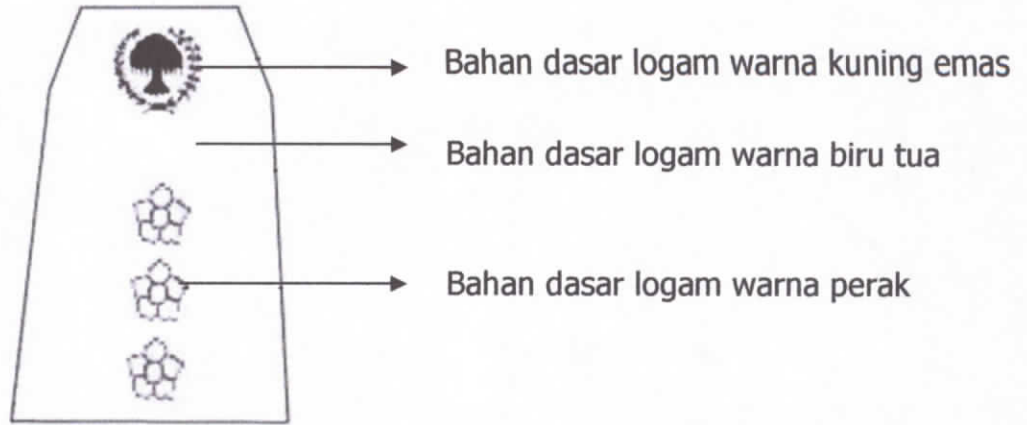 Bahan dasar logam warna kuning emas
Bahan dasar logam warna biru tua
Bahan dasar logam warna perak